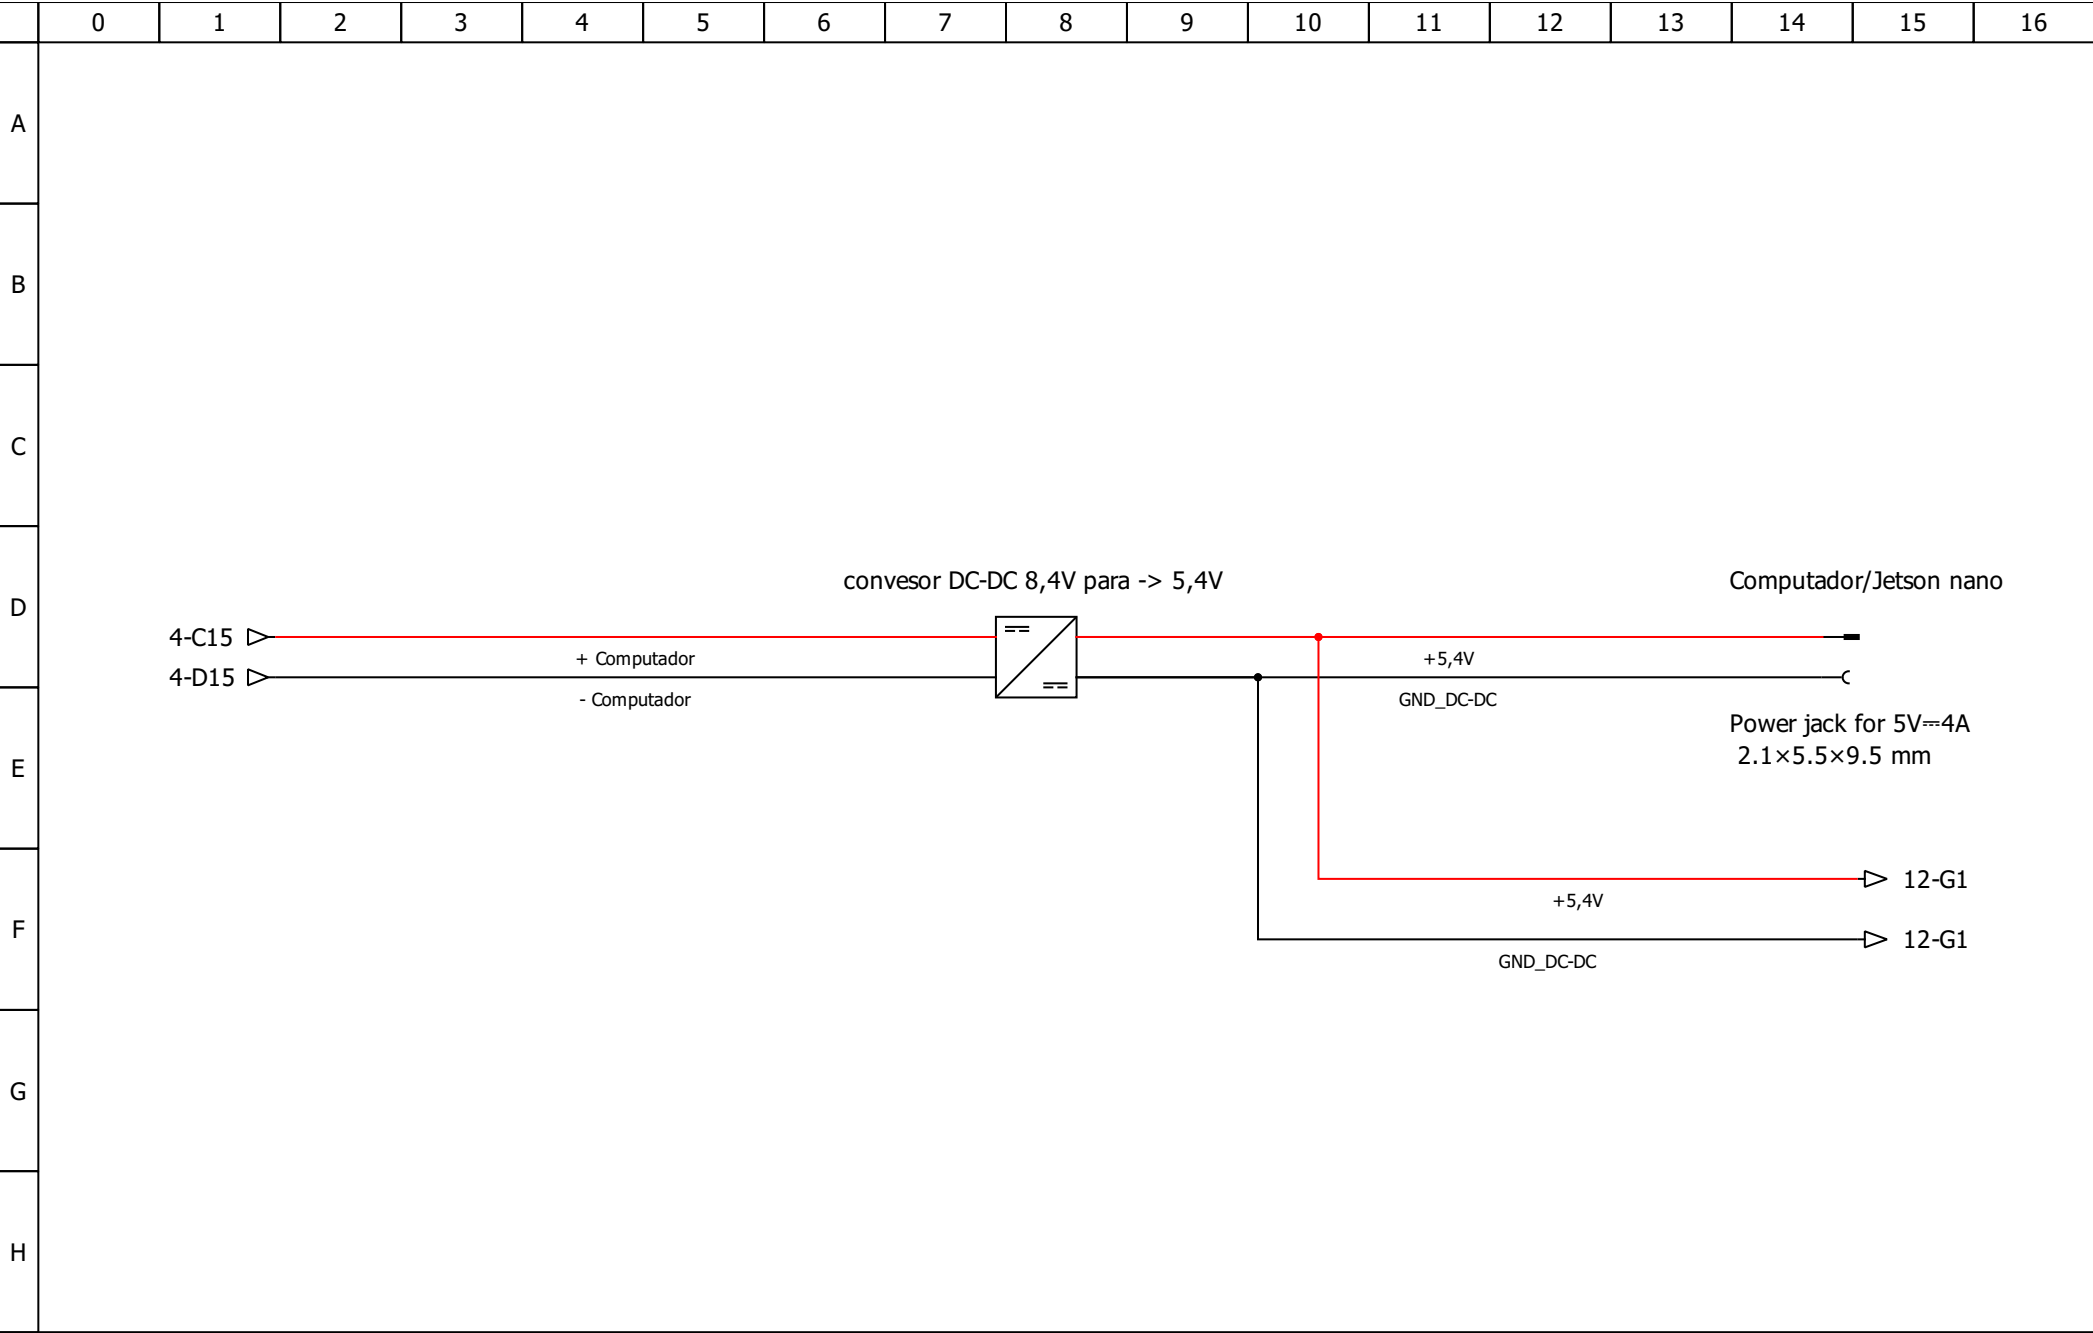 0 1 2 3 4 5 6 7 8 9 10 11 12 13 14 15 16
A
B
C
D
E
F
G
H
convesor DC-DC 8,4V para -> 5,4V
Computador/Jetson nano
4-C15
+ Computador
+5,4V
4-D15
- Computador
GND_DC-DC
Power jack for 5V⎓4A
2.1×5.5×9.5 mm
12-G1
+5,4V
12-G1
GND_DC-DC